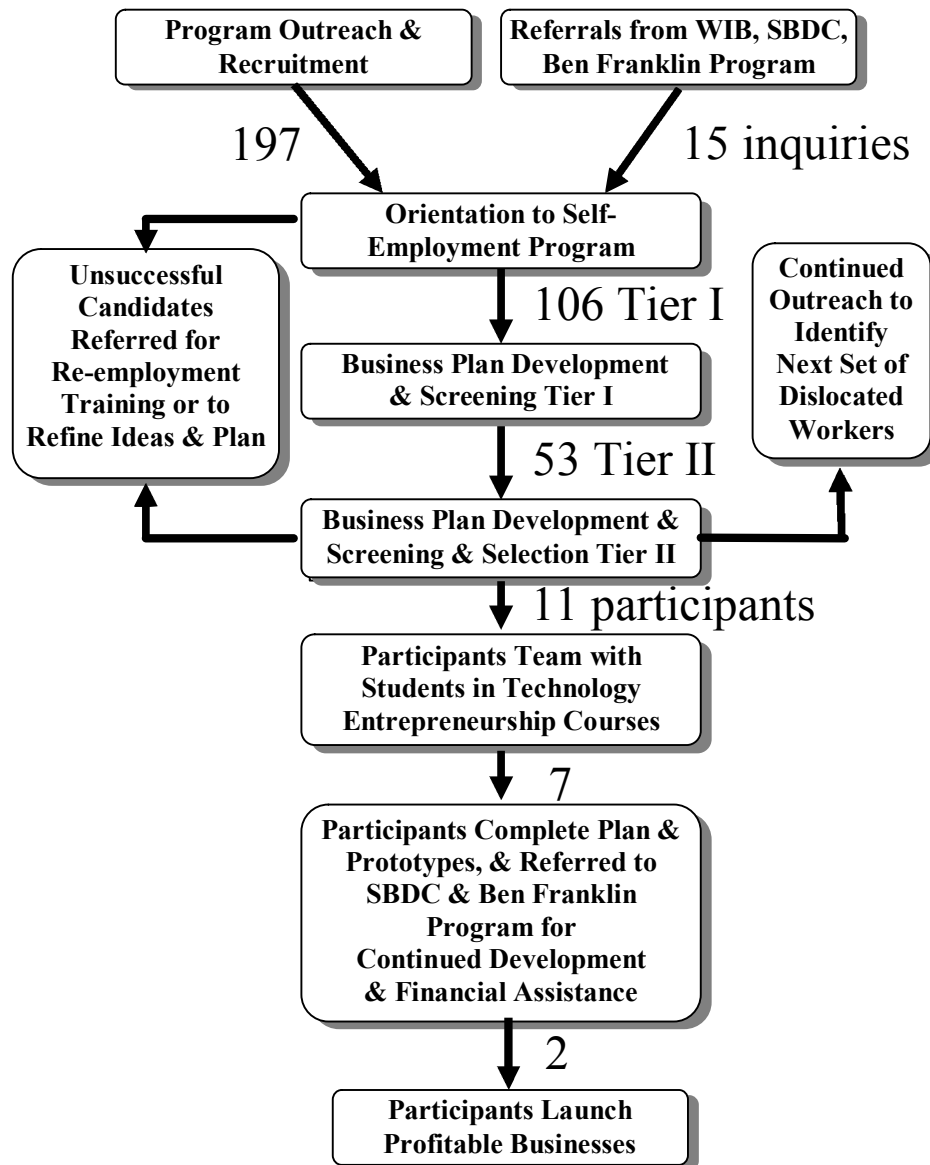 Program Outreach &
Recruitment
Referrals from WIB, SBDC,
Ben Franklin Program
197
15 inquiries
Orientation to Self-
Employment Program
Unsuccessful
Candidates
Referred for
Re-employment
Training or to
Refine Ideas & Plan
Continued
Outreach to
Identify
Next Set of
Dislocated
Workers
106 Tier I
Business Plan Development
& Screening Tier I
53 Tier II
Business Plan Development &
Screening & Selection Tier II
11 participants
Participants Team with
Students in Technology
Entrepreneurship Courses
7
Participants Complete Plan &
Prototypes, & Referred to
SBDC & Ben Franklin
Program for
Continued Development
& Financial Assistance
2
Participants Launch
Profitable Businesses